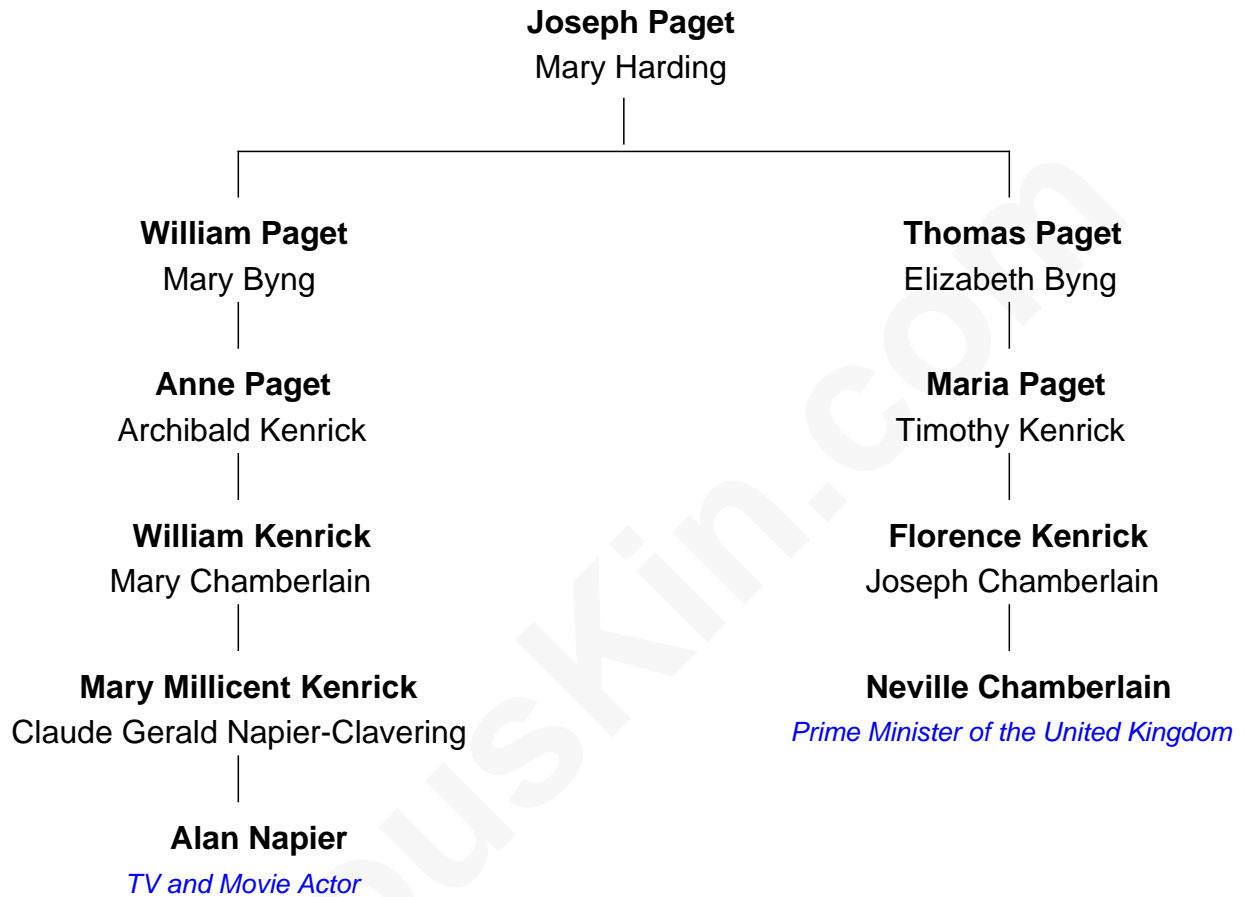 Joseph Paget
Mary Harding
William Paget
Mary Byng
Thomas Paget
Elizabeth Byng
Anne Paget
Archibald Kenrick
Maria Paget
Timothy Kenrick
William Kenrick
Mary Chamberlain
Florence Kenrick
Joseph Chamberlain
Mary Millicent Kenrick
Claude Gerald Napier-Clavering
Neville Chamberlain
Prime Minister of the United Kingdom
Alan Napier
TV and Movie Actor
ousKin.com